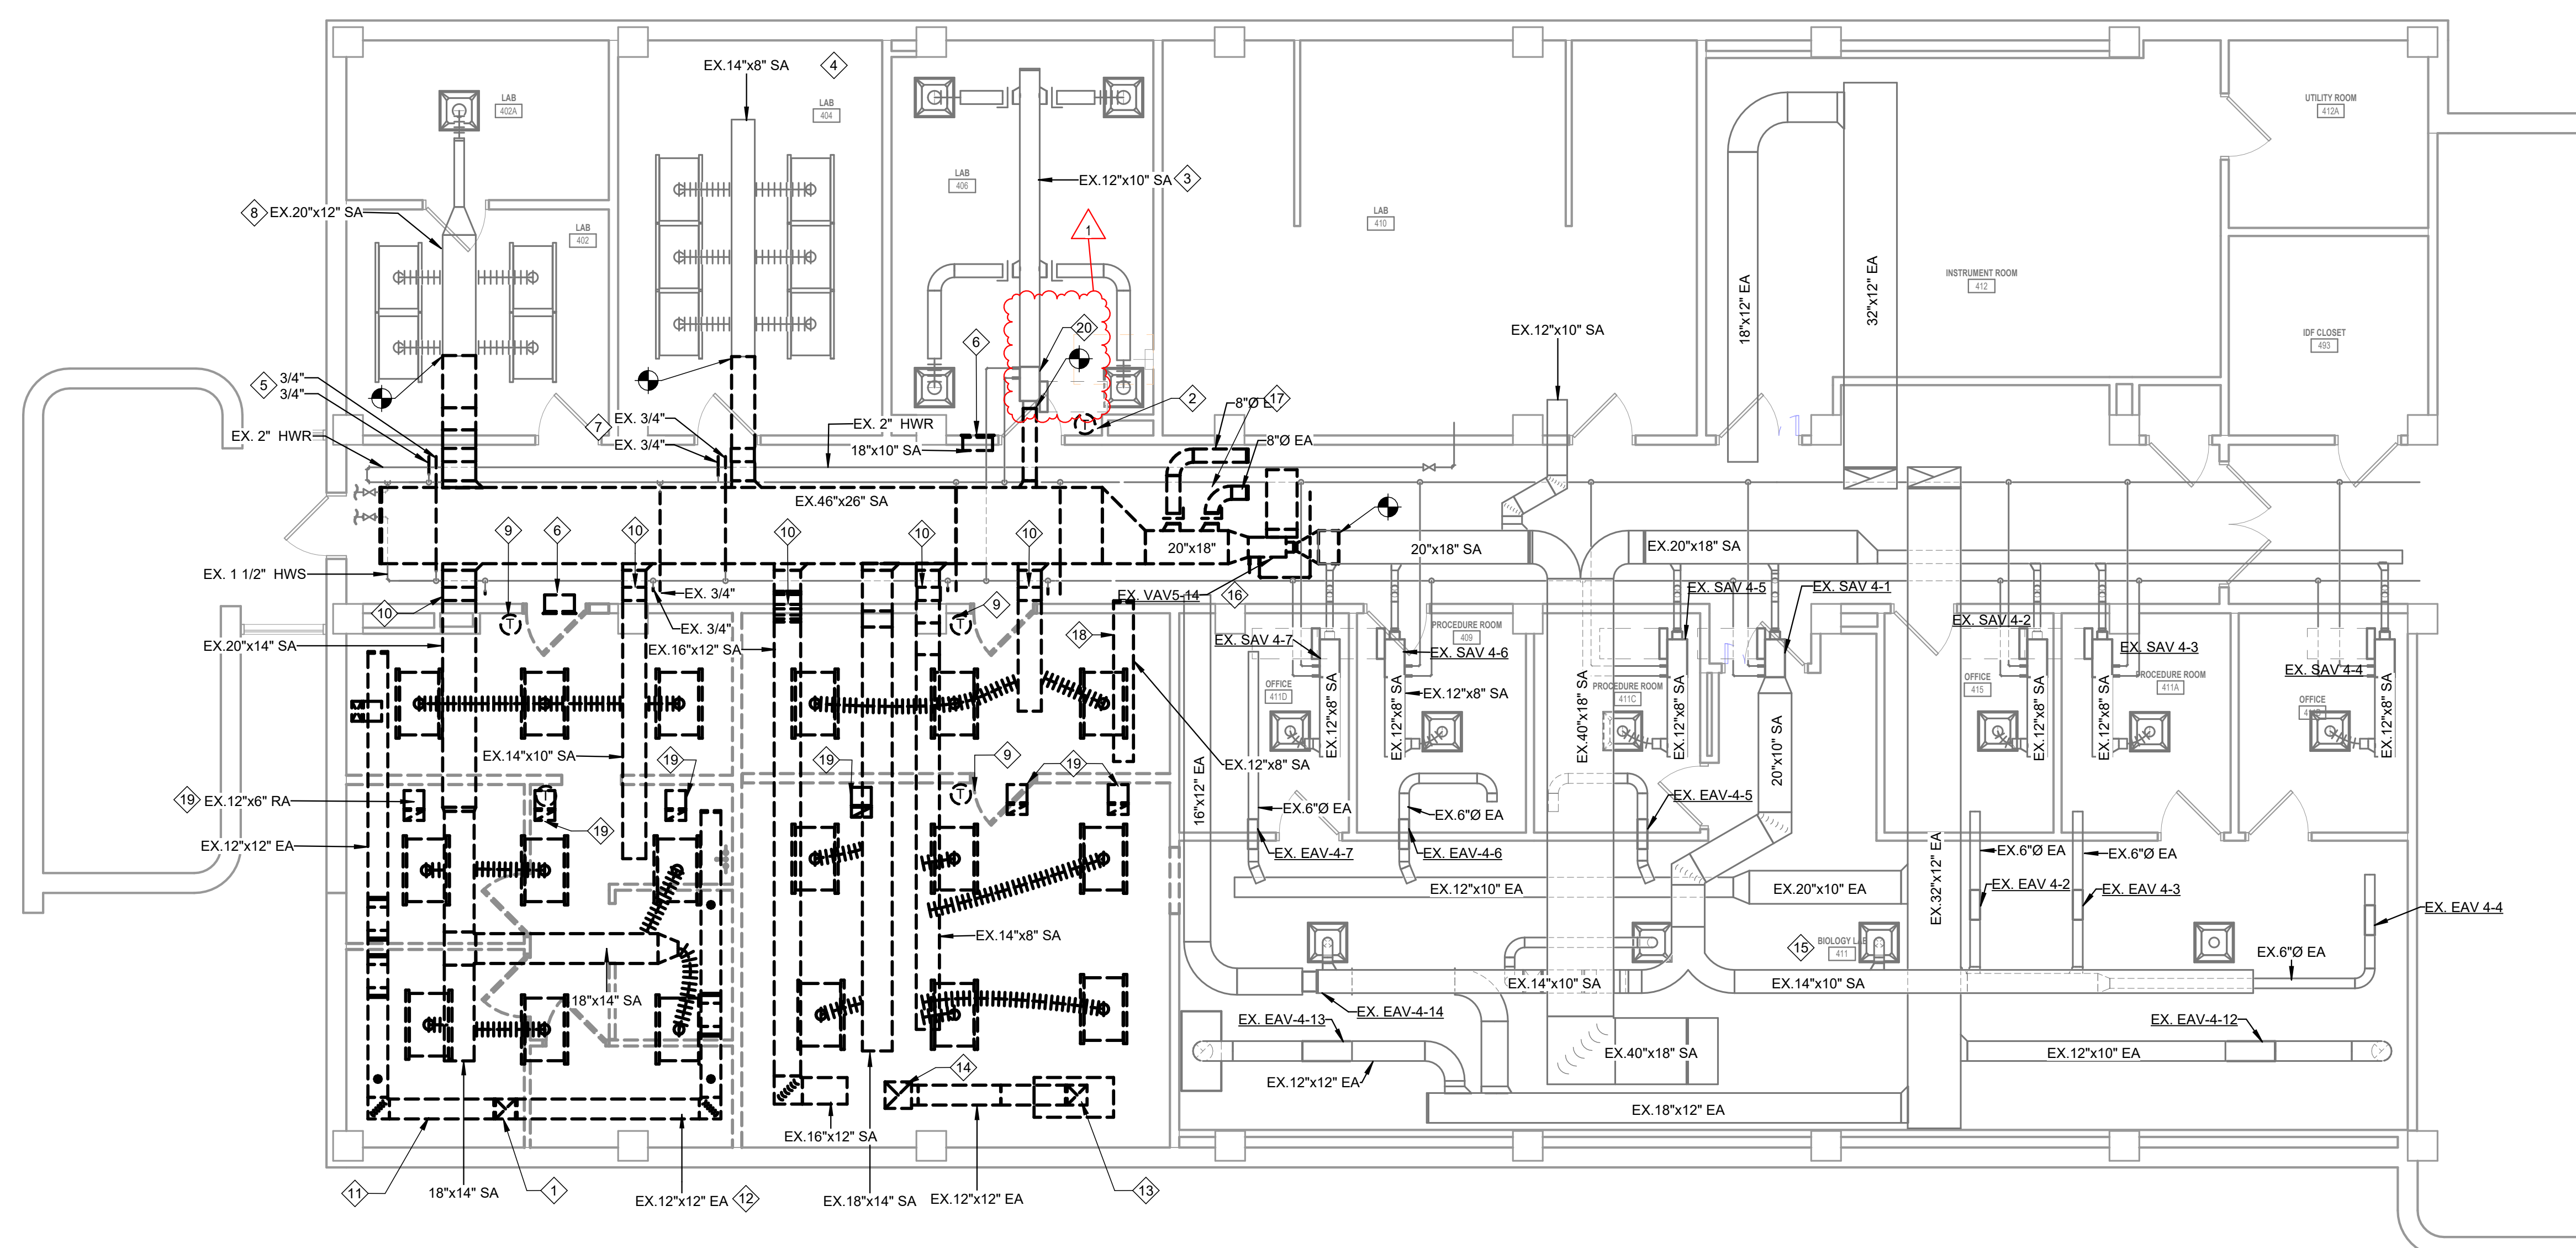 EX.14"x8" SA
4
LAB
402A
LAB
404
UTILITY ROOM
412A
LAB
406
EX.12"x10" SA
3
8
EX.20"x12" SA
LAB
402
1
LAB
410
INSTRUMENT ROOM
412
18"x12" EA
32"x12" EA
IDF CLOSET
493
20
6
EX.12"x10" SA
5
3/4"
3/4"
2
8"Ø E
17
7
EX. 3/4"
EX. 3/4"
EX. 2" HWR
EX. 2" HWR
18"x10" SA
T
8"Ø EA
EX.46"x26" SA
9
6
10
10
10
10
20"x18"
20"x18" SA
EX.20"x18" SA
EX. 1 1/2" HWS
EX. 3/4"
EX. VAV5-14
16
EX. SAV 4-5
EX. SAV 4-1
10
T
9
T
EX. 3/4"
18
EX. SAV 4-2
EX.20"x14" SA
EX.16"x12" SA
EX. SAV 4-7
PROCEDURE ROOM
409
EX. SAV 4-6
EX. SAV 4-3
EX. SAV 4-4
OFFICE
411D
EX.12"x8" SA
PROCEDURE ROOM
411C
OFFICE
415
PROCEDURE ROOM
411A
OFFICE
EX.12"x8" SA
EX.12"x8" SA
EX.40"x18" SA
EX.12"x8" SA
20"x10" SA
EX.12"x8" SA
EX.12"x8" SA
EX.12"x8" SA
EX.14"x10" SA
19
19
9
19
EX.12"x8" SA
19
EX.12"x6" RA
T
16"x12" EA
EX.6"Ø EA
EX.6"Ø EA
EX. EAV-4-5
19
EX.12"x12" EA
EX. EAV-4-7
EX. EAV-4-6
EX.32"x12" EA
EX.6"Ø EA
EX.6"Ø EA
EX.12"x10" EA
EX.20"x10" EA
EX. EAV 4-2
EX. EAV 4-3
EX. EAV 4-4
EX.14"x8" SA
15
BIOLOGY LAB
411
EX.6"Ø EA
18"x14" SA
EX.14"x10" SA
EX.14"x10" SA
EX. EAV-4-13
EX. EAV-4-14
EX. EAV-4-12
EX.40"x18" SA
EX.12"x10" EA
14
EX.12"x12" EA
EX.18"x12" EA
EX.16"x12" SA
11
18"x14" SA
1
EX.12"x12" EA
12
EX.18"x14" SA
EX.12"x12" EA
13